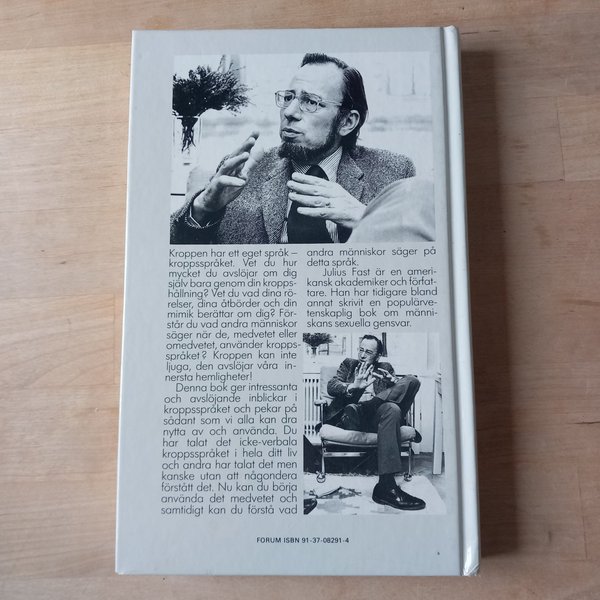 Kroppen har ett eget språk –
kroppsspråket. Vet du hur
mycket du avslöjar om dig
själv bara genom din kropps-
hållning? Vet du vad dina rö-
relser, dina åtbörder och din
mimik berättar om dig? För-
står du vad andra människor
säger när de, medvetet eller
omedvetet, använder kropps-
språket? Kroppen kan inte
ljuga, den avslöjar våra in-
nersta hemligheter!
Denna bok ger intressanta
och avslöjande inblickar i
kroppsspråket och pekar på
sådant som vi alla kan dra
nytta av och använda. Du
har talat det icke-verbala
kroppsspråket i hela ditt liv
och andra har talat det men
kanske utan att någondera
förstått det. Nu kan du börja
använda det medvetet och
samtidigt kan du förstå vad
andra människor säger på
detta språk.
Julius Fast är en ameri-
kansk akademiker och förfat-
tare. Han har tidigare bland
annat skrivit en populärve-
tenskaplig bok om männi-
skans sexuella gensvar.
FORUM ISBN 91-37-08291-4